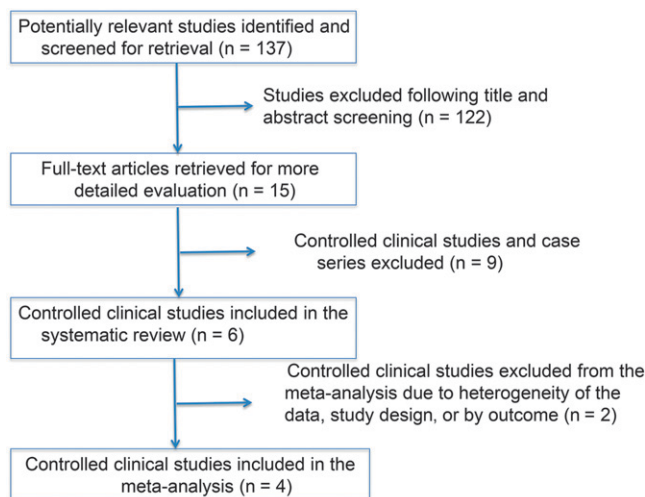 Potentially relevant studies identified and
screened for retrieval (n = 137)
Studies excluded following title and
abstract screening (n = 122)
Full-text articles retrieved for more
detailed evaluation (n = 15)
Controlled clinical studies and case
series excluded (n = 9)
Controlled clinical studies included in the
systematic review (n = 6)
Controlled clinical studies excluded from the
meta-analysis due to heterogeneity of the
data, study design, or by outcome (n = 2)
Controlled clinical studies included in the
meta-analysis (n = 4)